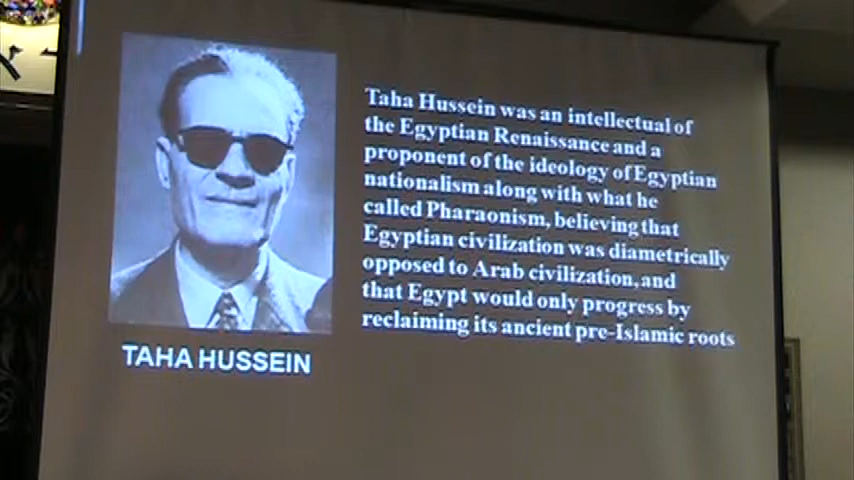 Taha Hussein was an intellectual of
the Egyptian Renaissance and a
proponent of the ideology of Egyptian
nationalism along with what he
called Pharaonism, believing that
Egyptian civilization was diametrically
opposed to Arab civilization, and
that Egypt would only progress by
reclaiming its ancient pre-Islamic roots
TAHA HUSSEIN